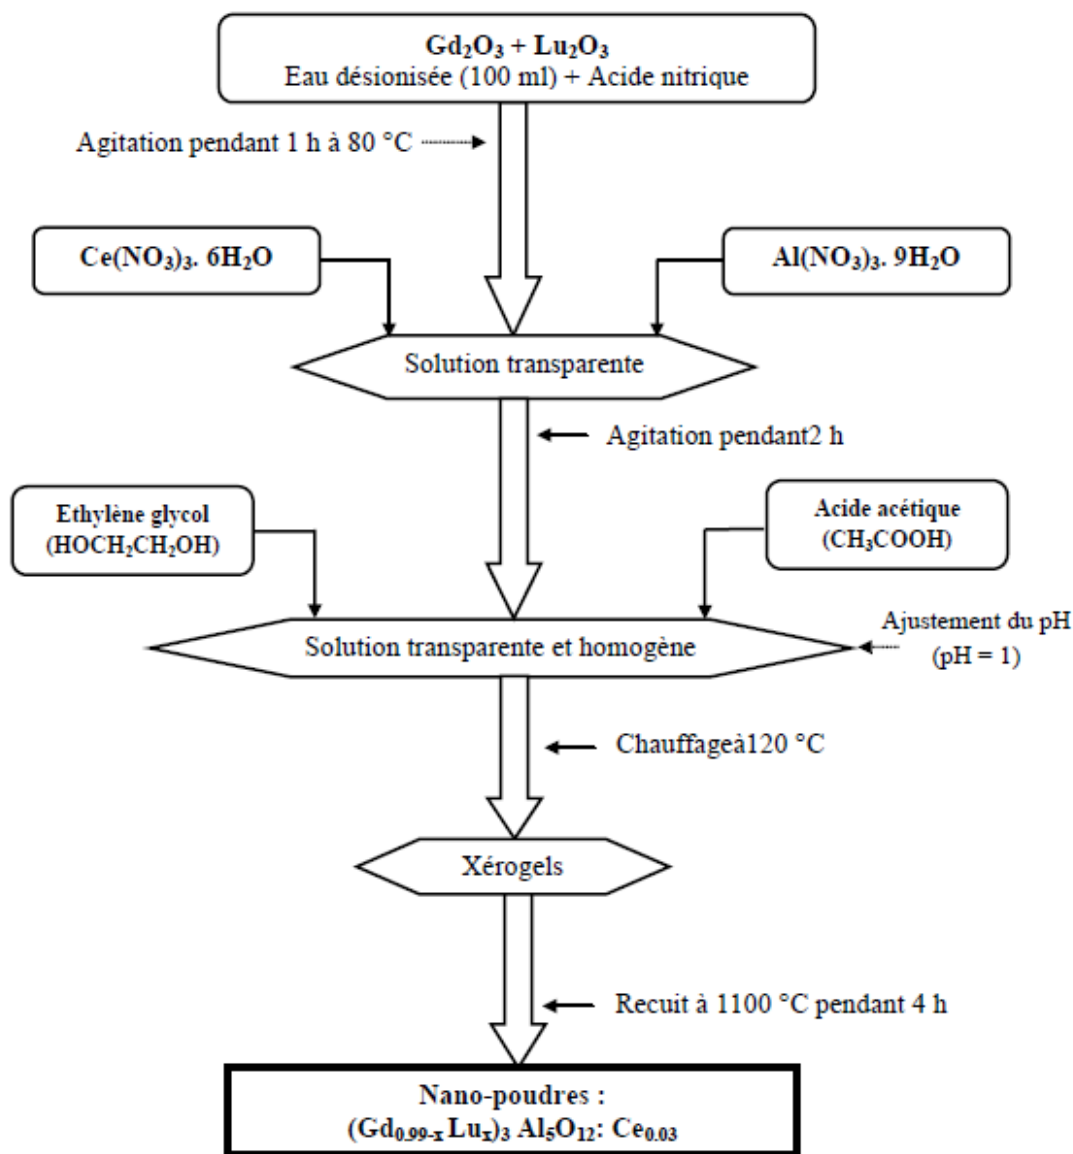 Gd₂O₃ + Lu₂O₃
Eau désionisée (100 ml) + Acide nitrique
Agitation pendant 1 h à 80 °C
Ce(NO₃)₃. 6H₂O
Al(NO₃)₃. 9H₂O
Solution transparente
Agitation pendant2 h
Ethylène glycol
(HOCH₂CH₂OH)
Acide acétique
(CH₃COOH)
Solution transparente et homogène
Ajustement du pH
(pH = 1)
Chauffageà120 °C
Xérogels
Recuit à 1100 °C pendant 4 h
Nano-poudres :
(Gd₀.₉₉₋ₓ Luₓ)₃ Al₅O₁₂: Ce₀.₀₃